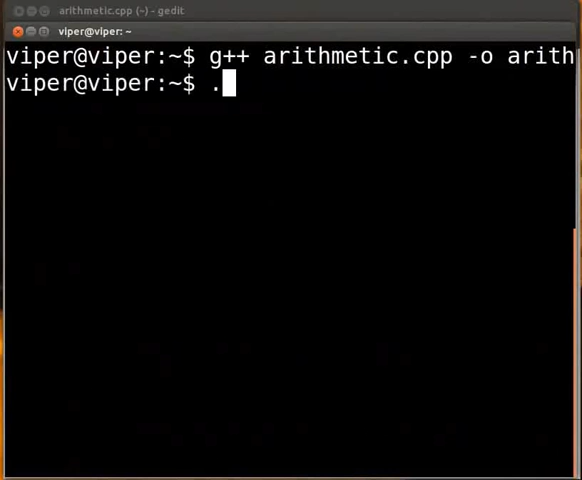 arithmetic.cpp (~) - gedit
viper@viper: ~
viper@viper:~$ g++ arithmetic.cpp -o arith
viper@viper:~$ .